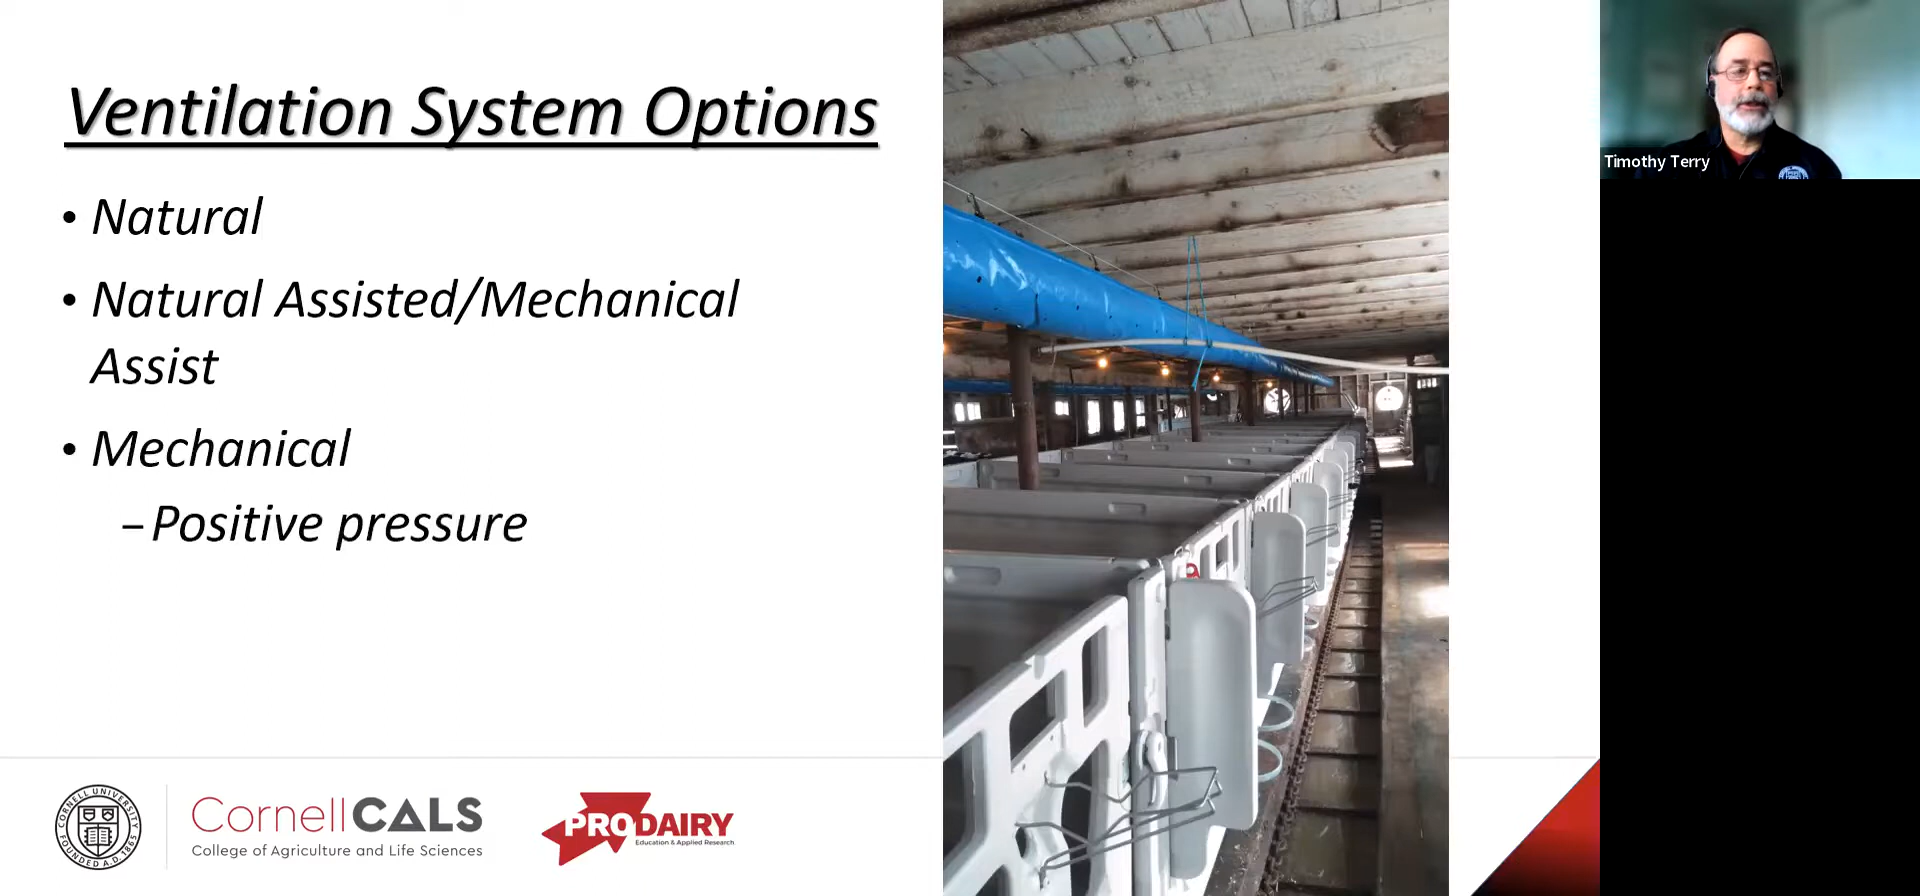 Ventilation System Options
• Natural
• Natural Assisted/Mechanical
Assist
• Mechanical
– Positive pressure
CORNELL UNIVERSITY
FOUNDED A.D. 1865
CornellCALS
College of Agriculture and Life Sciences
PRODAIRY
Education & Applied Research
Timothy Terry